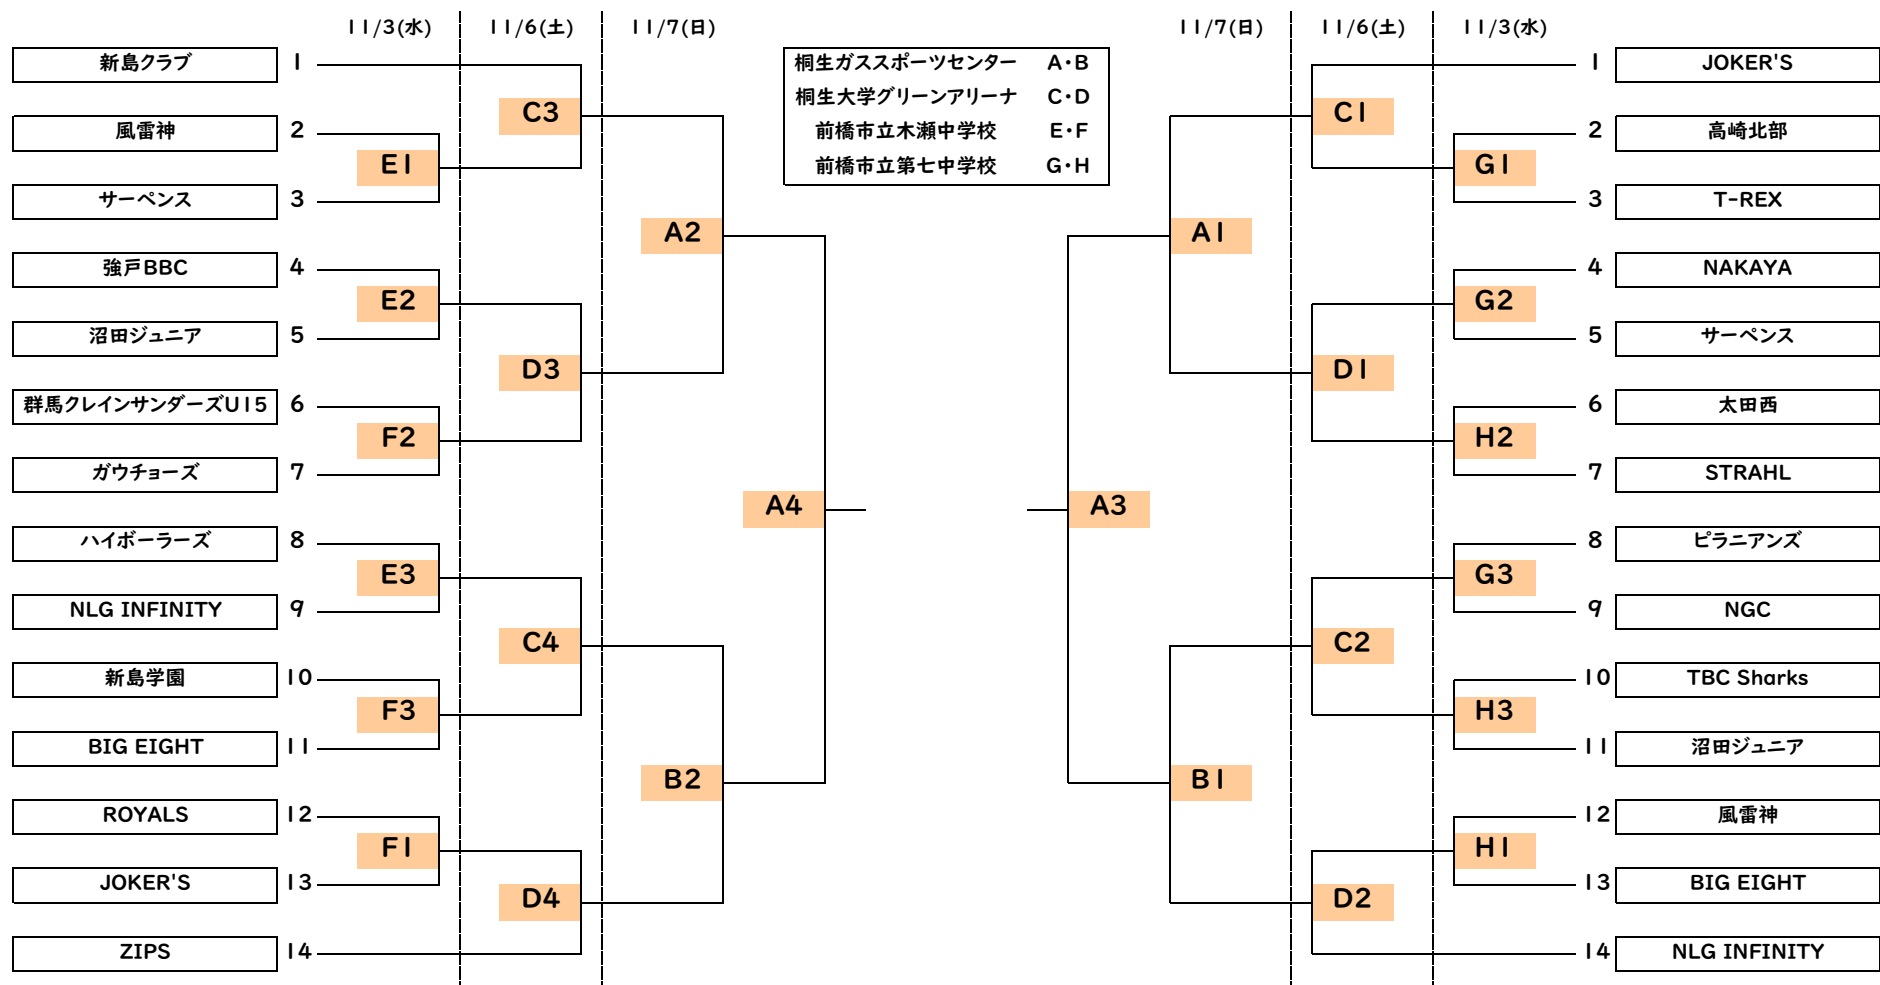 11/3(水) 11/6(土) 11/7(日) 11/7(日) 11/6(土) 11/3(水)
新島クラブ 1 桐生ガススポーツセンター A・B 1 JOKER'S
桐生大学グリーンアリーナ C・D
C3 C1
風雷神 2 前橋市立木瀬中学校 E・F 2 高崎北部
E1 前橋市立第七中学校 G・H G1
サーペンス 3 3 T-REX
A2 A1
強戸BBC 4 4 NAKAYA
E2 G2
沼田ジュニア 5 5 サーペンス
D3 D1
群馬クレインサンダーズU15 6 6 太田西
F2 H2
ガウチョーズ 7 7 STRAHL
A4 A3
ハイボーラーズ 8 8 ピラニアンズ
E3 G3
NLG INFINITY 9 9 NGC
C4 C2
新島学園 10 10 TBC Sharks
F3 H3
BIG EIGHT 11 11 沼田ジュニア
B2 B1
ROYALS 12 12 風雷神
F1 H1
JOKER'S 13 13 BIG EIGHT
D4 D2
ZIPS 14 14 NLG INFINITY